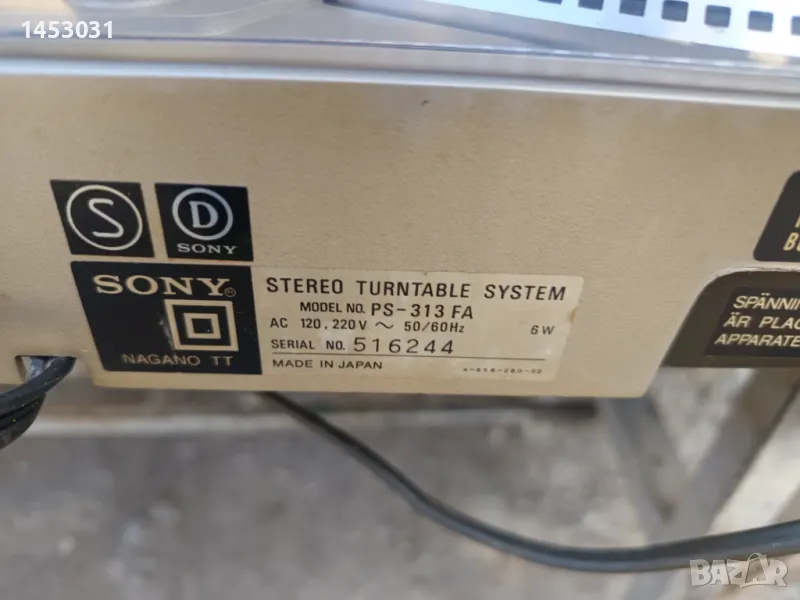 1453031
S
D
SONY
SONY®
NAGANO TT
STEREO TURNTABLE SYSTEM
MODEL NO. PS-313 FA
AC 120, 220V ~ 50/60Hz 6W
SERIAL NO. 516244
MADE IN JAPAN
SPÄNNIN
ÄR PLAC
APPARATE
BAZAR